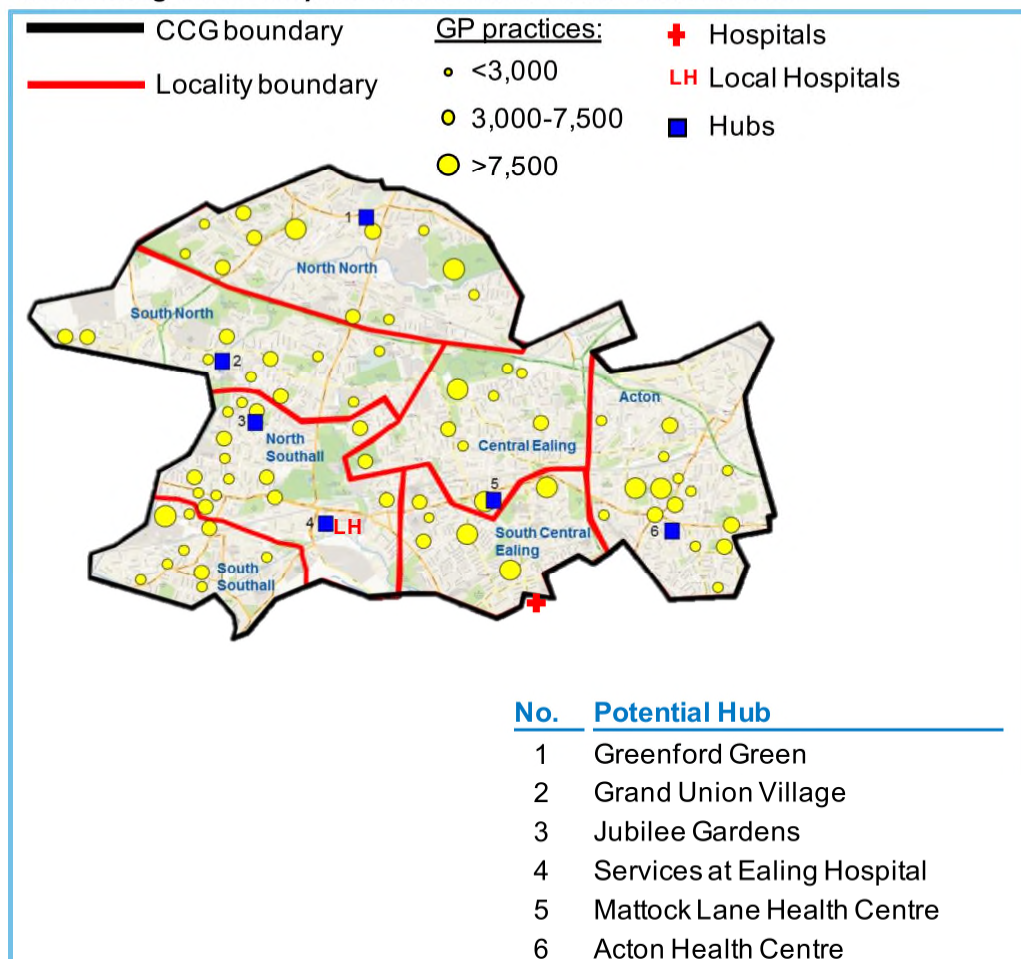 CCG boundary
Locality boundary
GP practices:
<3,000
3,000-7,500
>7,500
Hospitals
LH Local Hospitals
Hubs
1
North North
South North
2
Acton
3
North
Southall
Central Ealing
5
4
LH
South Central
Ealing
6
South
Southall
No. Potential Hub
1 Greenford Green
2 Grand Union Village
3 Jubilee Gardens
4 Services at Ealing Hospital
5 Mattock Lane Health Centre
6 Acton Health Centre